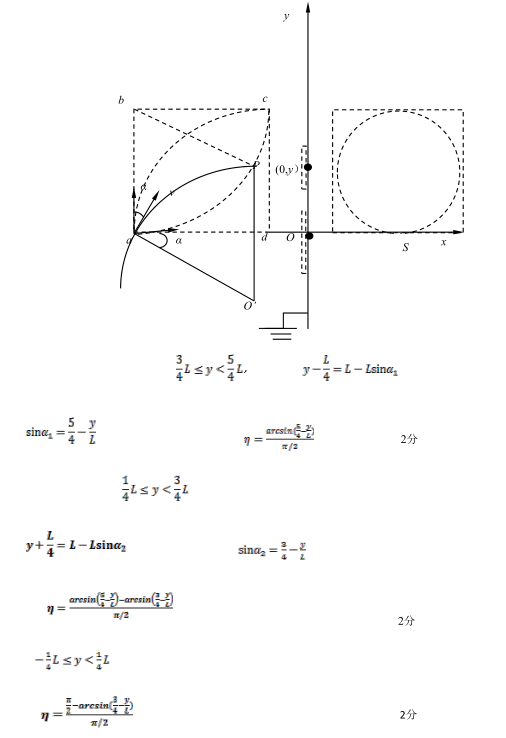 y
b
c
P
(0,y)
β
v
a
α
d
O
S
x
O'
3/4 L ≤ y < 5/4 L, y − L/4 = L − Lsinα₁
sinα₁ = 5/4 − y/L
η = arcsin(5/4 − y/L) / (π/2) 2分
1/4 L ≤ y < 3/4 L
y + L/4 = L − Lsinα₂ sinα₂ = 3/4 − y/L
η = (arcsin(5/4 − y/L) − arcsin(3/4 − y/L)) / (π/2) 2分
−1/4 L ≤ y < 1/4 L
η = (π/2 − arcsin(3/4 − y/L)) / (π/2) 2分